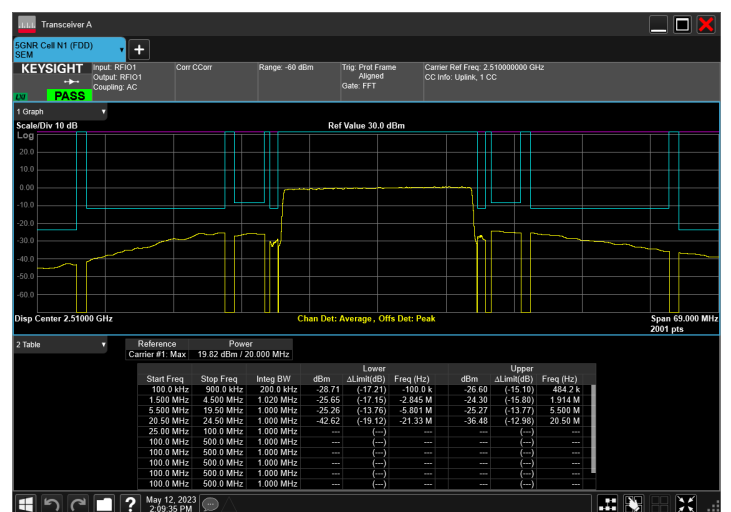 Transceiver A
5GNR Cell N1 (FDD)
SEM
KEYSIGHT
LXI
PASS
Input: RFIO1
Output: RFIO1
Coupling: AC
Corr CCorr
Range: -60 dBm
Trig: Prot Frame
Aligned
Gate: FFT
Carrier Ref Freq: 2.510000000 GHz
CC Info: Uplink, 1 CC
1 Graph
Scale/Div 10 dB
Ref Value 30.0 dBm
Log
20.0
10.0
0.00
-10.0
-20.0
-30.0
-40.0
-50.0
-60.0
Disp Center 2.51000 GHz
Chan Det: Average , Offs Det: Peak
Span 69.000 MHz
2001 pts
2 Table
Reference Power
Carrier #1: Max 19.82 dBm / 20.000 MHz
Lower Upper
Start Freq Stop Freq Integ BW dBm ΔLimit(dB) Freq (Hz) dBm ΔLimit(dB) Freq (Hz)
100.0 kHz 900.0 kHz 200.0 kHz -28.71 (-17.21) -100.0 k -26.60 (-15.10) 484.2 k
1.500 MHz 4.500 MHz 1.020 MHz -25.65 (-17.15) -2.845 M -24.30 (-15.80) 1.914 M
5.500 MHz 19.50 MHz 1.000 MHz -25.26 (-13.76) -5.801 M -25.27 (-13.77) 5.500 M
20.50 MHz 24.50 MHz 1.000 MHz -42.62 (-19.12) -21.33 M -36.48 (-12.98) 20.50 M
25.00 MHz 100.0 MHz 1.000 MHz --- (---) --- --- (---) ---
100.0 MHz 500.0 MHz 1.000 MHz --- (---) --- --- (---) ---
100.0 MHz 500.0 MHz 1.000 MHz --- (---) --- --- (---) ---
100.0 MHz 500.0 MHz 1.000 MHz --- (---) --- --- (---) ---
100.0 MHz 500.0 MHz 1.000 MHz --- (---) --- --- (---) ---
100.0 MHz 500.0 MHz 1.000 MHz --- (---) --- --- (---) ---
?
May 12, 2023
2:09:35 PM